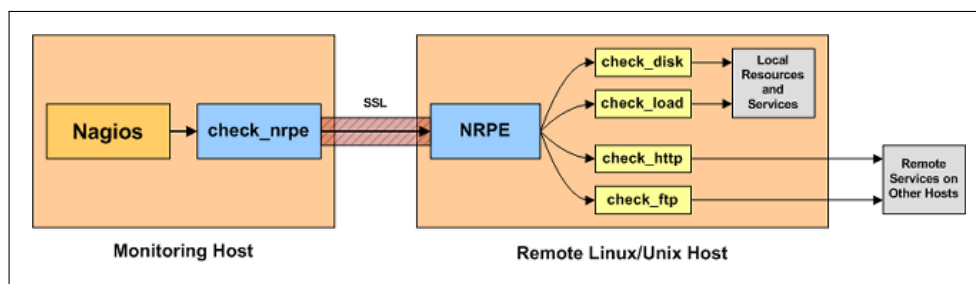 Nagios
check_nrpe
SSL
NRPE
check_disk
check_load
check_http
check_ftp
Local
Resources
and
Services
Remote
Services on
Other Hosts
Monitoring Host
Remote Linux/Unix Host